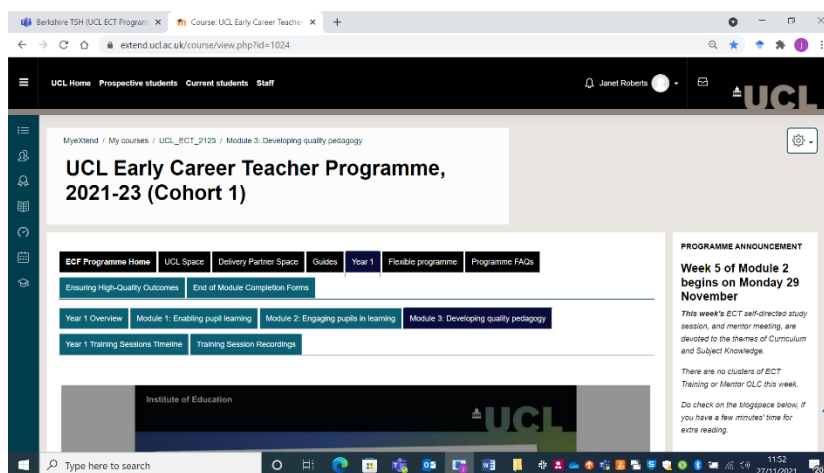 Berkshire TSH (UCL ECT Program
Course: UCL Early Career Teacher
extend.ucl.ac.uk/course/view.php?id=1024
UCL Home Prospective students Current students Staff
Janet Roberts
UCL
MyeXtend / My courses / UCL_ECT_2123 / Module 3: Developing quality pedagogy
UCL Early Career Teacher Programme,
2021-23 (Cohort 1)
ECF Programme Home UCL Space Delivery Partner Space Guides Year 1 Flexible programme Programme FAQs
Ensuring High-Quality Outcomes End of Module Completion Forms
Year 1 Overview Module 1: Enabling pupil learning Module 2: Engaging pupils in learning Module 3: Developing quality pedagogy
Year 1 Training Sessions Timeline Training Session Recordings
Institute of Education
UCL
PROGRAMME ANNOUNCEMENT
Week 5 of Module 2
begins on Monday 29
November
This week's ECT self-directed study
session, and mentor meeting, are
devoted to the themes of Curriculum
and Subject Knowledge.
There are no clusters of ECT
Training or Mentor OLC this week.
Do check on the blogspace below, if
you have a few minutes' time for
extra reading.
Type here to search
11:52
27/11/2021